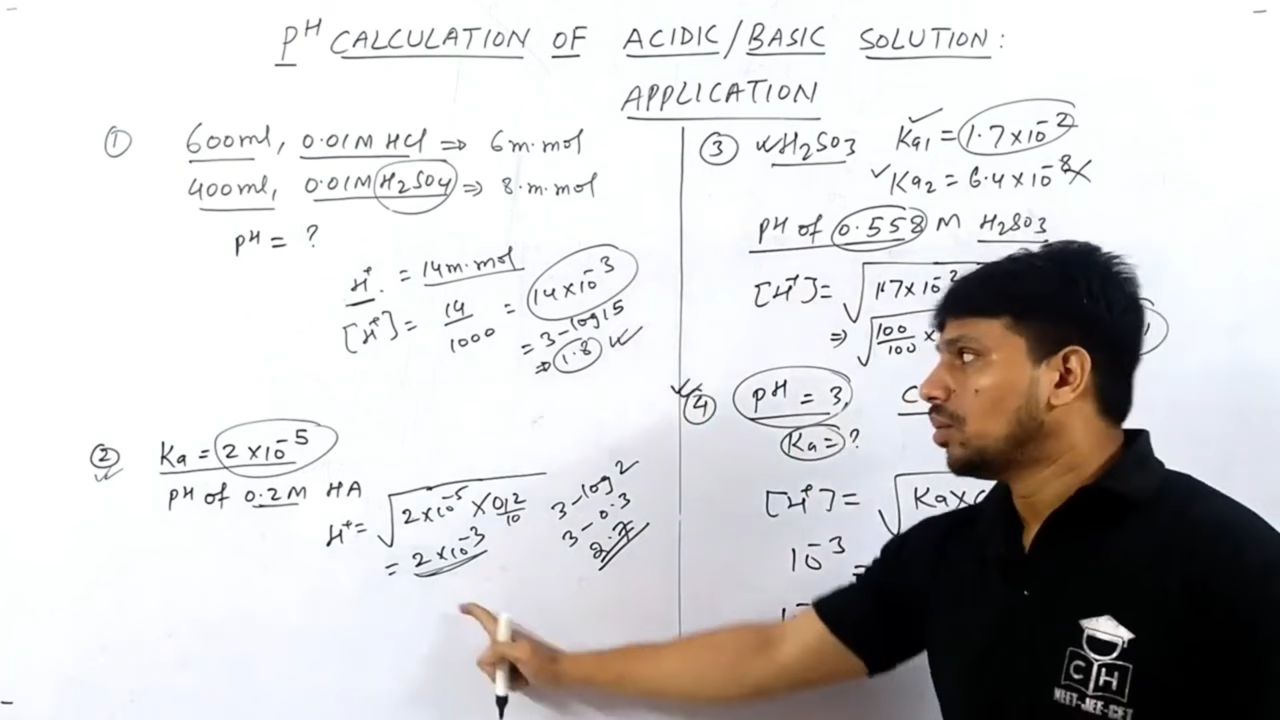 PH CALCULATION OF ACIDIC/BASIC SOLUTION:
APPLICATION
① 600ml, 0.01M HCl ⇒ 6m.mol
400ml, 0.01M H2SO4 ⇒ 8.m.mol
PH = ?
H+ = 14m.mol
[H+] = 14/1000 = 14×10-3
= 3-log15
⇒ 1.8
② Ka = 2×10-5
PH of 0.2M HA
H+ = √2×10-5 ×
= 2×10-3
3-log2
3-0.3
2.7
③ H2SO3 Ka1 = 1.7×10-2
Ka2 = 6.4×10-8
PH of 0.558 M H2SO3
[H+] = √1.7×10-2
⇒ √100/100 ×
④ PH = 3, C
Ka = ?
[H+] = √Ka×C
10-3 =
CH
NEET-JEE-CET